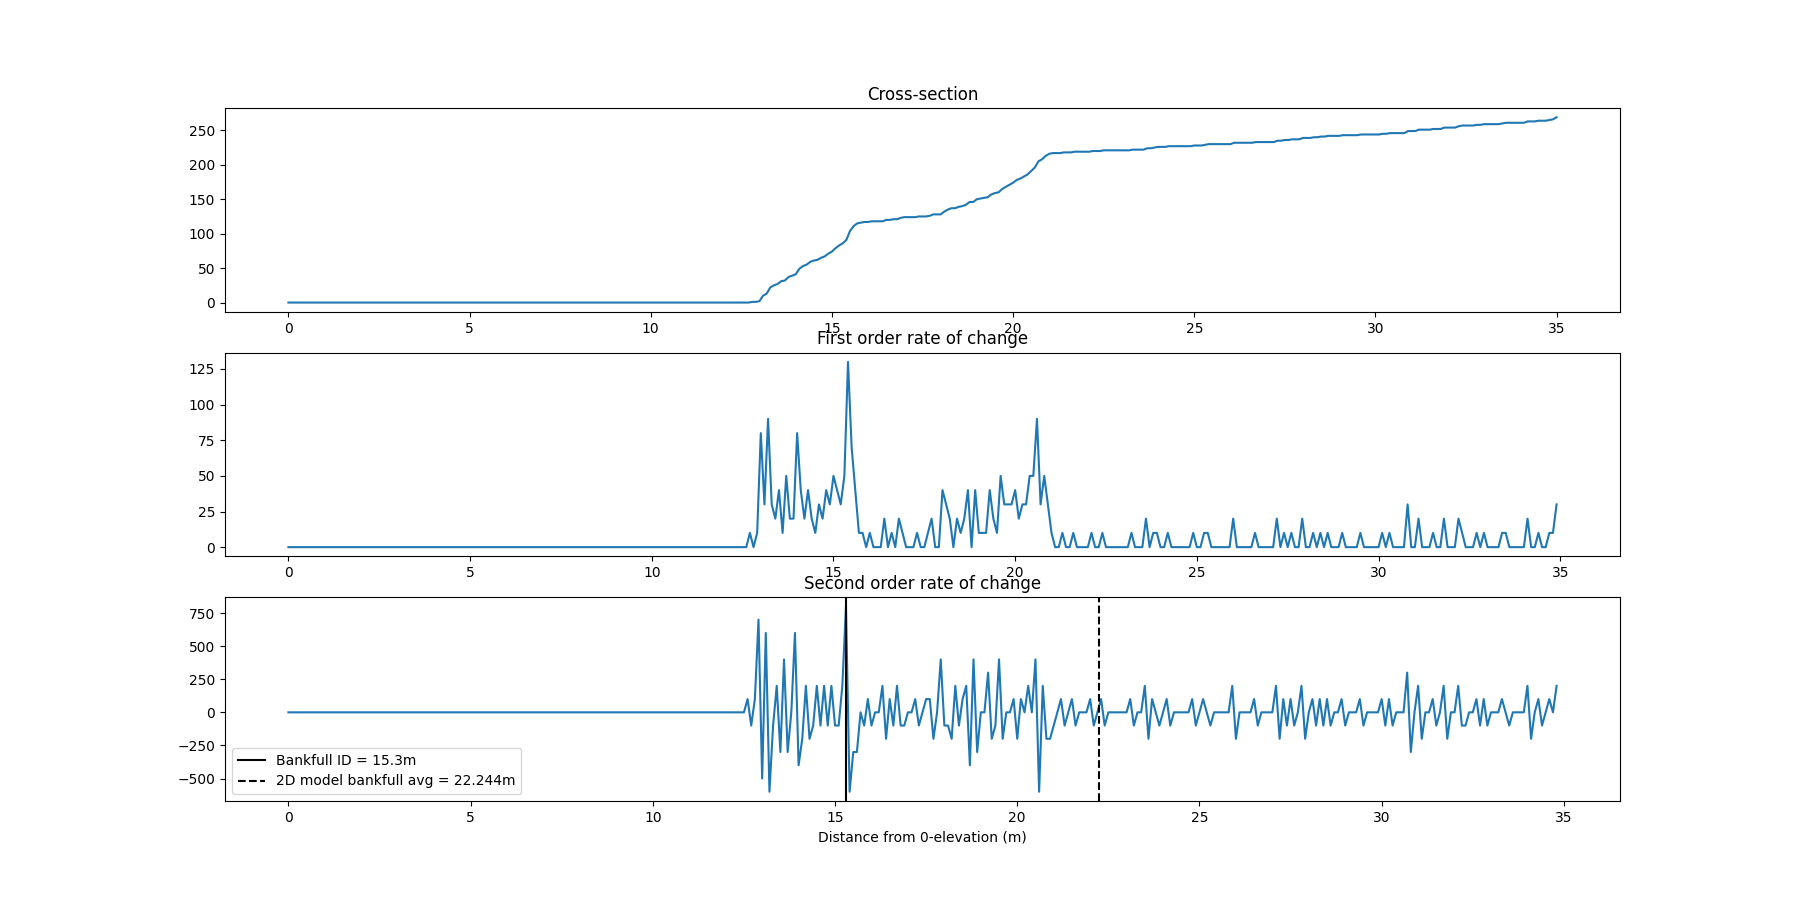 Cross-section
250
200
150
100
50
0
0 5 10 15 20 25 30 35
First order rate of change
125
100
75
50
25
0
0 5 10 15 20 25 30 35
Second order rate of change
750
500
250
0
−250
−500
Bankfull ID = 15.3m
2D model bankfull avg = 22.244m
0 5 10 15 20 25 30 35
Distance from 0-elevation (m)